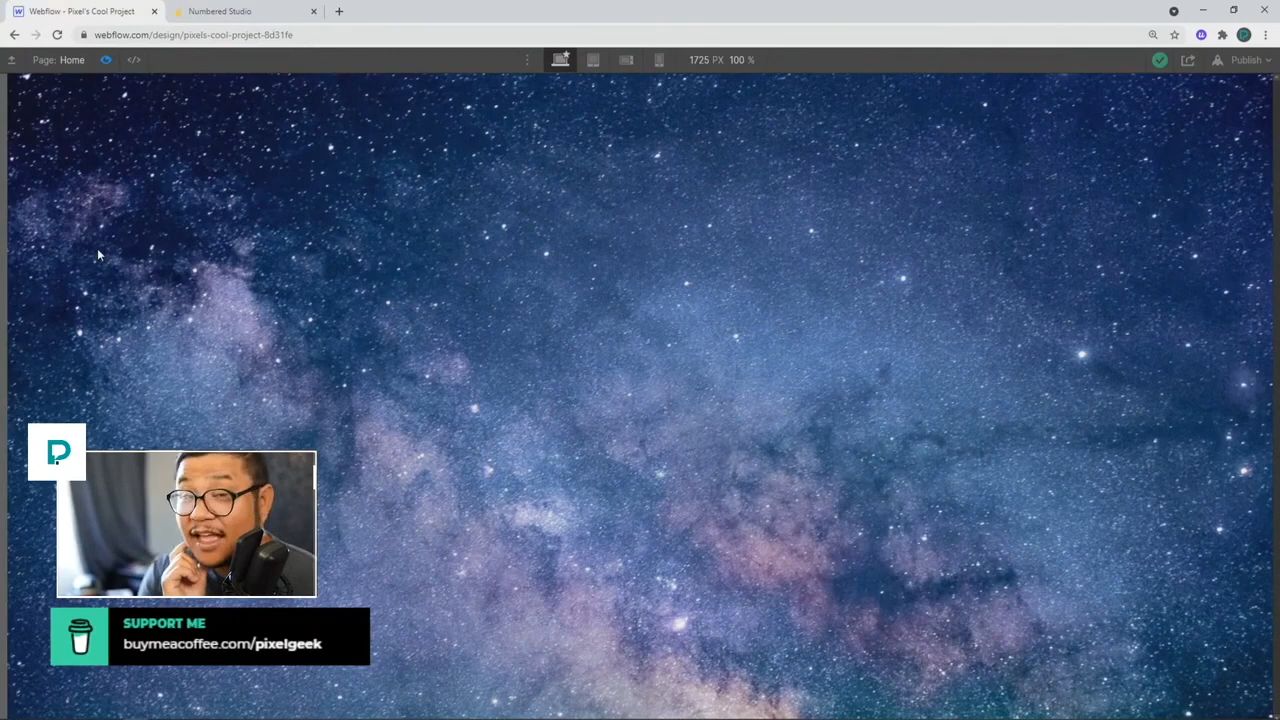 Webflow - Pixel's Cool Project
Numbered Studio
webflow.com/design/pixels-cool-project-8d31fe
Page: Home
1725 PX 100 %
Publish
SUPPORT ME
buymeacoffee.com/pixelgeek